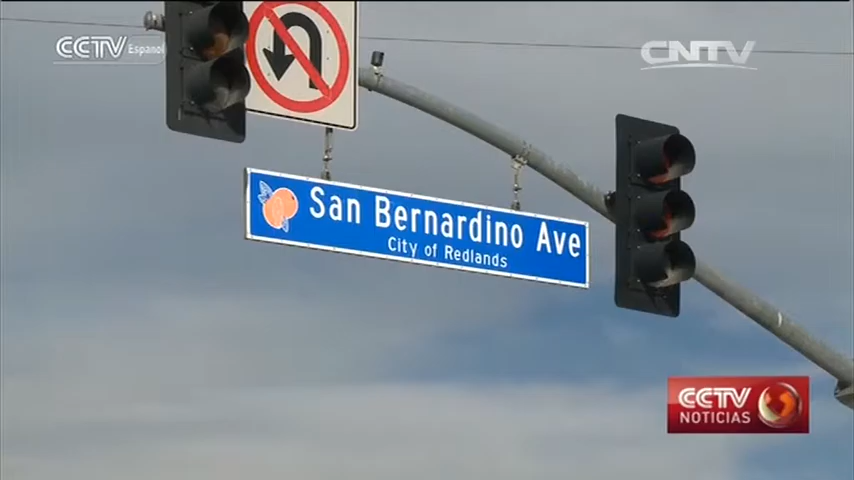 CCTV Español
CNTV
San Bernardino Ave
City of Redlands
CCTV
NOTICIAS